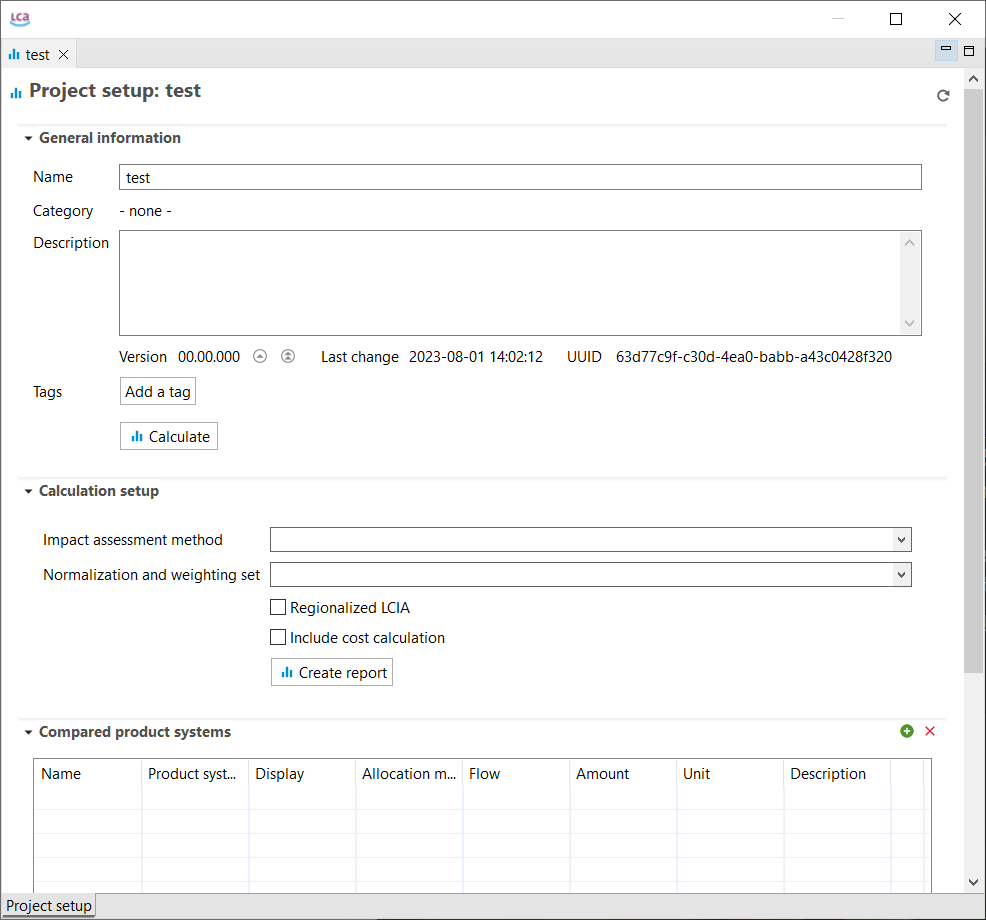 LCA
test
Project setup: test
General information
Name test
Category - none -
Description
Version 00.00.000 Last change 2023-08-01 14:02:12 UUID 63d77c9f-c30d-4ea0-babb-a43c0428f320
Tags Add a tag
Calculate
Calculation setup
Impact assessment method
Normalization and weighting set
Regionalized LCIA
Include cost calculation
Create report
Compared product systems
Name Product syst... Display Allocation m... Flow Amount Unit Description
Project setup